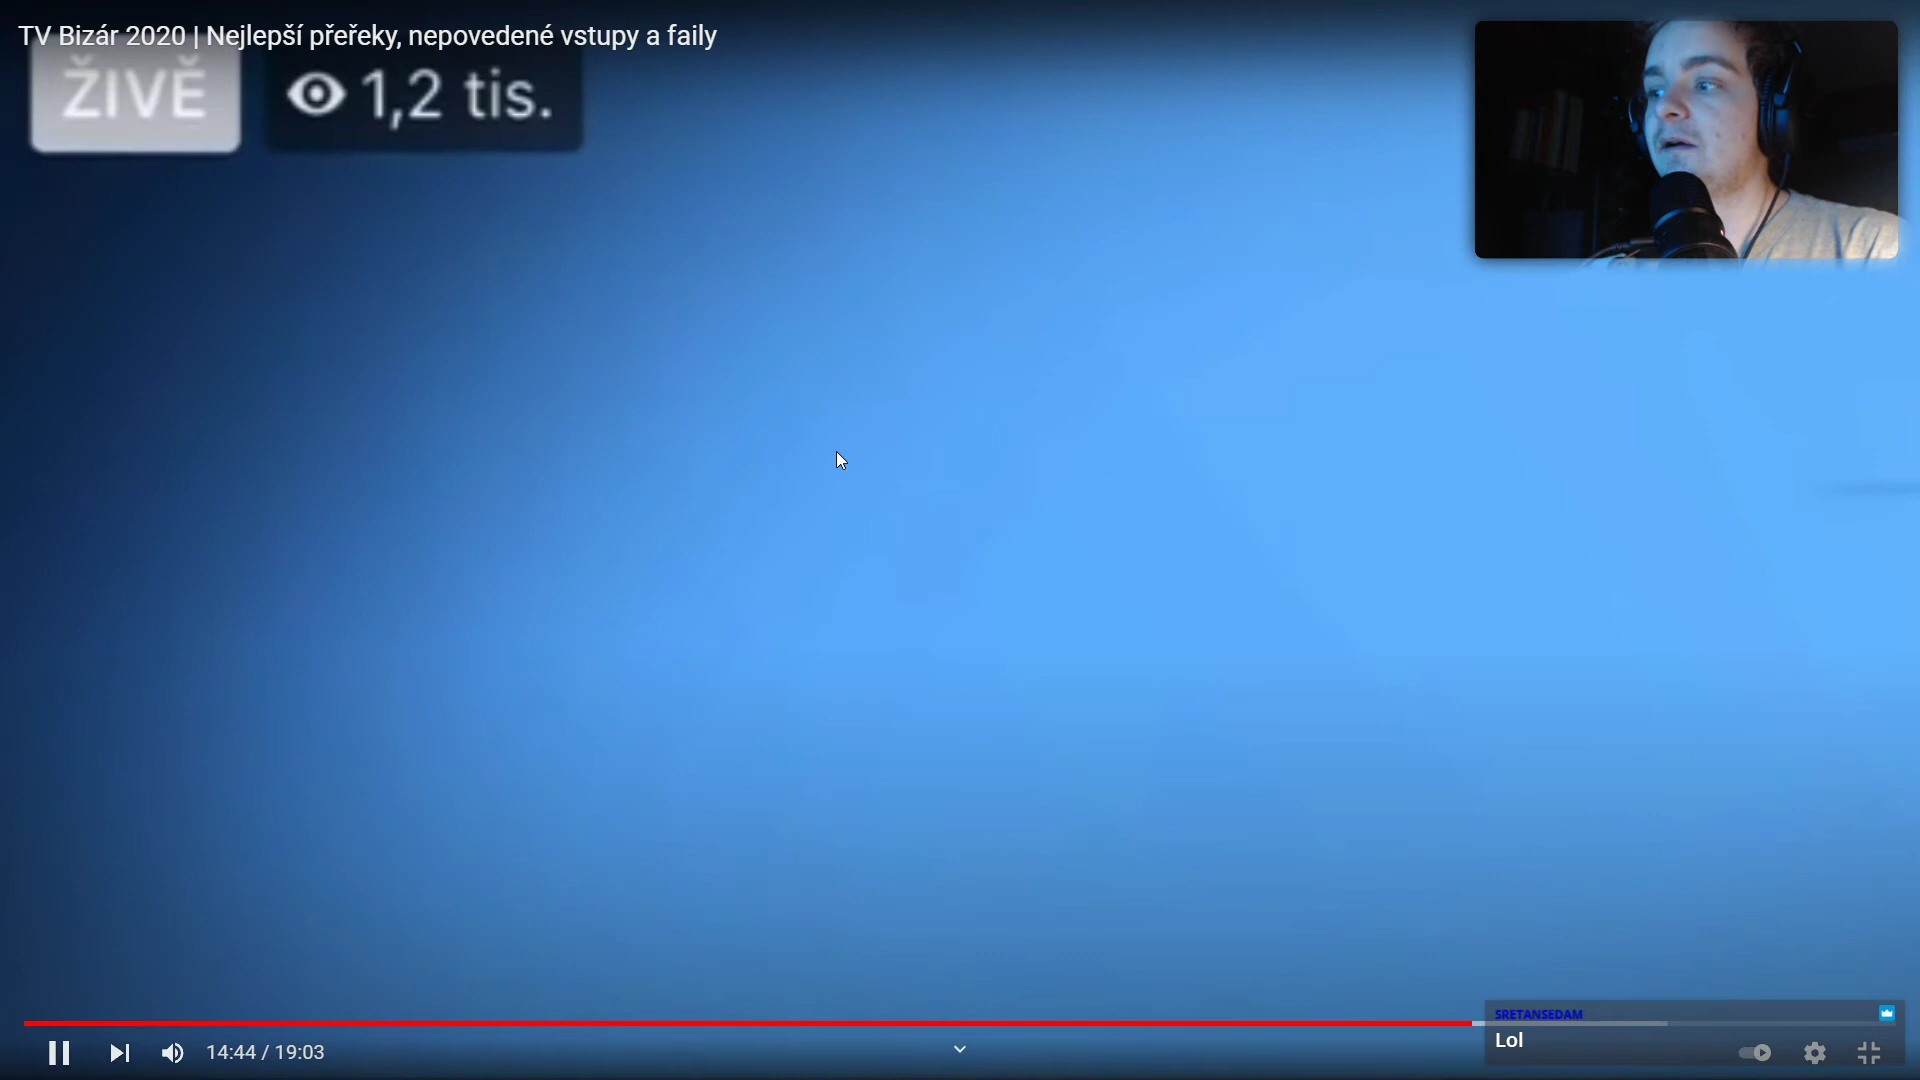 TV Bizár 2020 | Nejlepší přeřeky, nepovedené vstupy a faily
ŽIVĚ
1,2 tis.
SRETANSEDAM
Lol
14:44 / 19:03